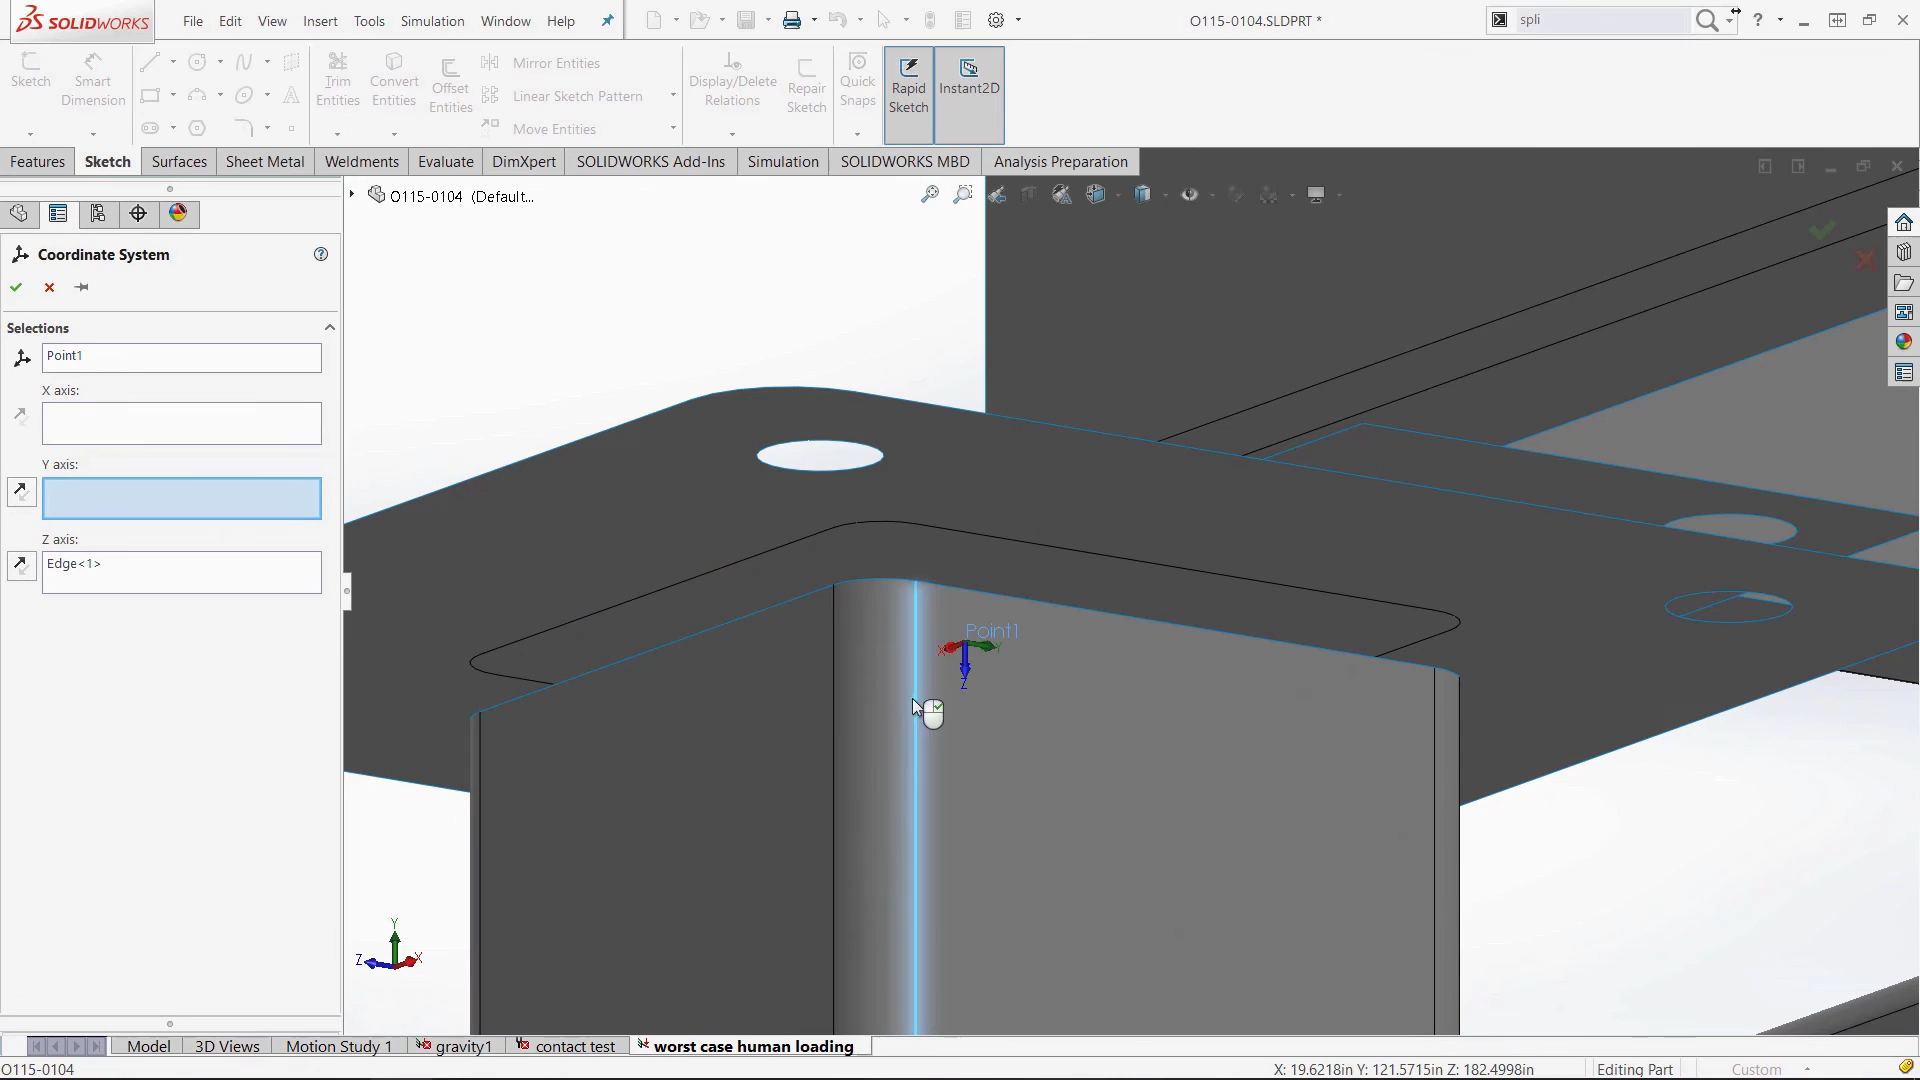 SOLIDWORKS File Edit View Insert Tools Simulation Window Help O115-0104.SLDPRT * spli ?
Sketch Smart Dimension Trim Entities Convert Entities Offset Entities Mirror Entities Linear Sketch Pattern Move Entities Display/Delete Relations Repair Sketch Quick Snaps Rapid Sketch Instant2D
Features Sketch Surfaces Sheet Metal Weldments Evaluate DimXpert SOLIDWORKS Add-Ins Simulation SOLIDWORKS MBD Analysis Preparation
O115-0104 (Default...
Coordinate System ?
Selections
Point1
X axis:
Y axis:
Z axis:
Edge<1>
Point1
X Y
Z
Y
Z X
Model 3D Views Motion Study 1 gravity1 contact test worst case human loading
O115-0104 X: 19.6218in Y: 121.5715in Z: 182.4998in Editing Part Custom